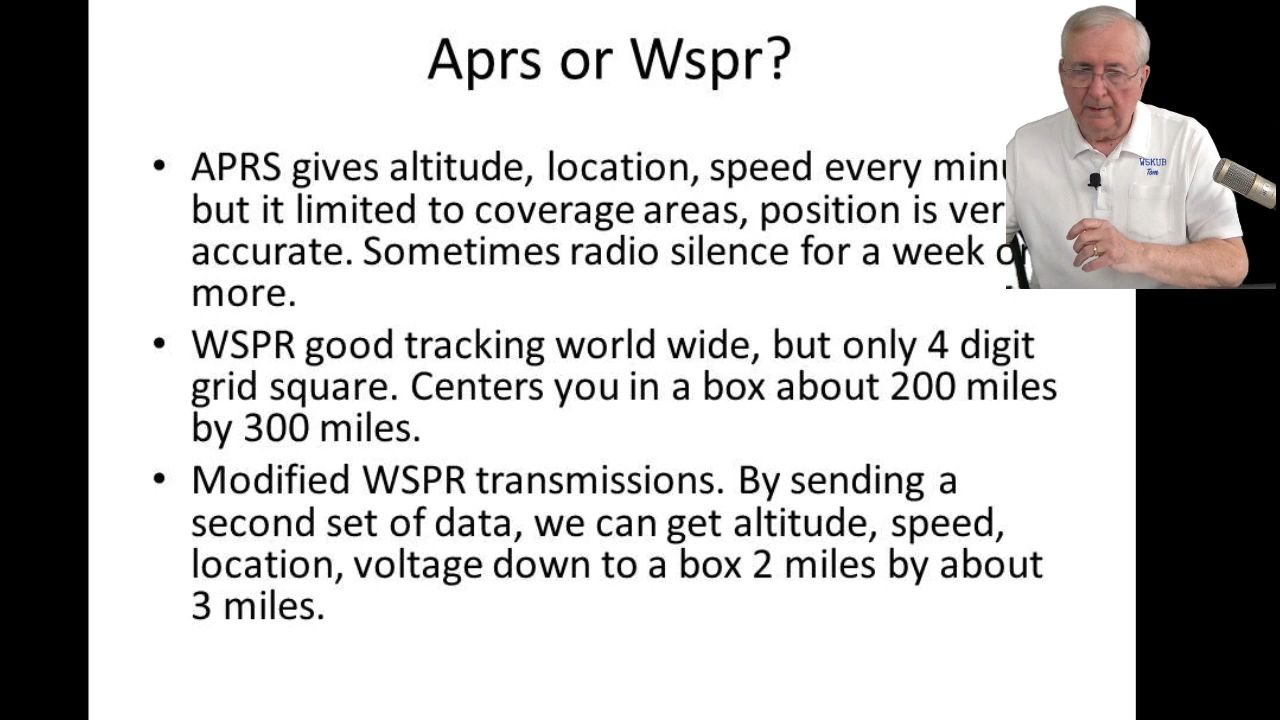 Aprs or Wspr?
• APRS gives altitude, location, speed every
but it limited to coverage areas, position is
accurate. Sometimes radio silence for a week or
more.
• WSPR good tracking world wide, but only 4 digit
grid square. Centers you in a box about 200 miles
by 300 miles.
• Modified WSPR transmissions. By sending a
second set of data, we can get altitude, speed,
location, voltage down to a box 2 miles by about
3 miles.
W5KUB
Tom